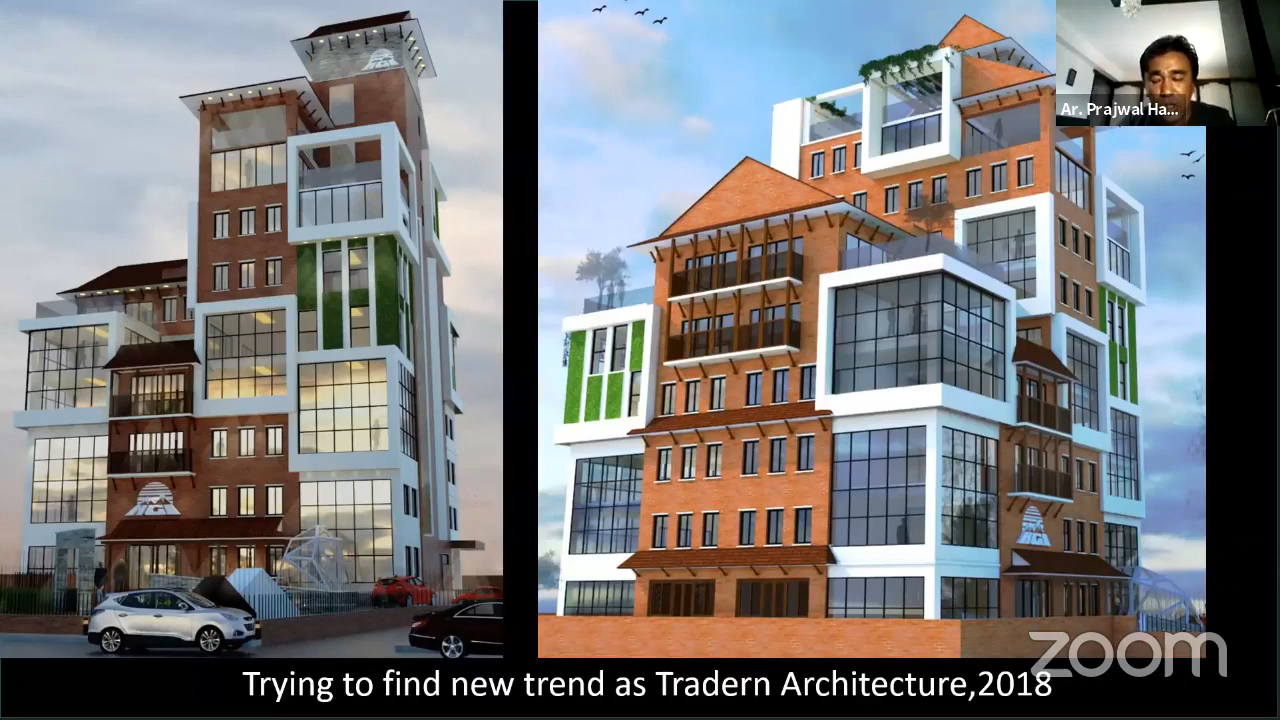 Ar. Prajwal Ha...
zoom
Trying to find new trend as Tradern Architecture,2018